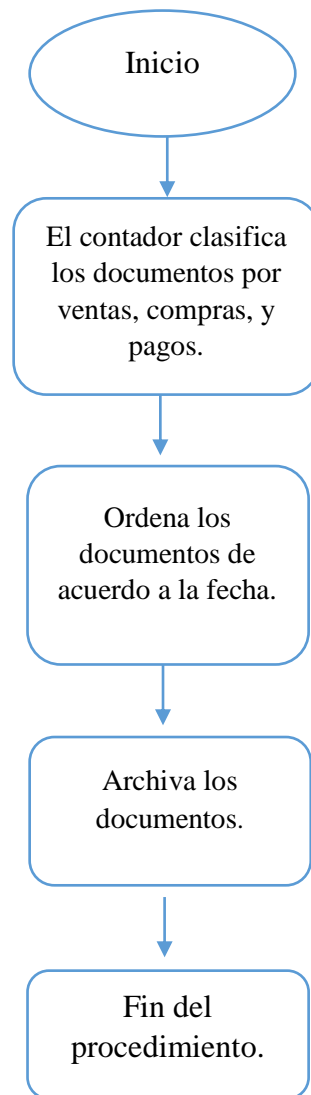 Inicio
El contador clasifica
los documentos por
ventas, compras, y
pagos.
Ordena los
documentos de
acuerdo a la fecha.
Archiva los
documentos.
Fin del
procedimiento.